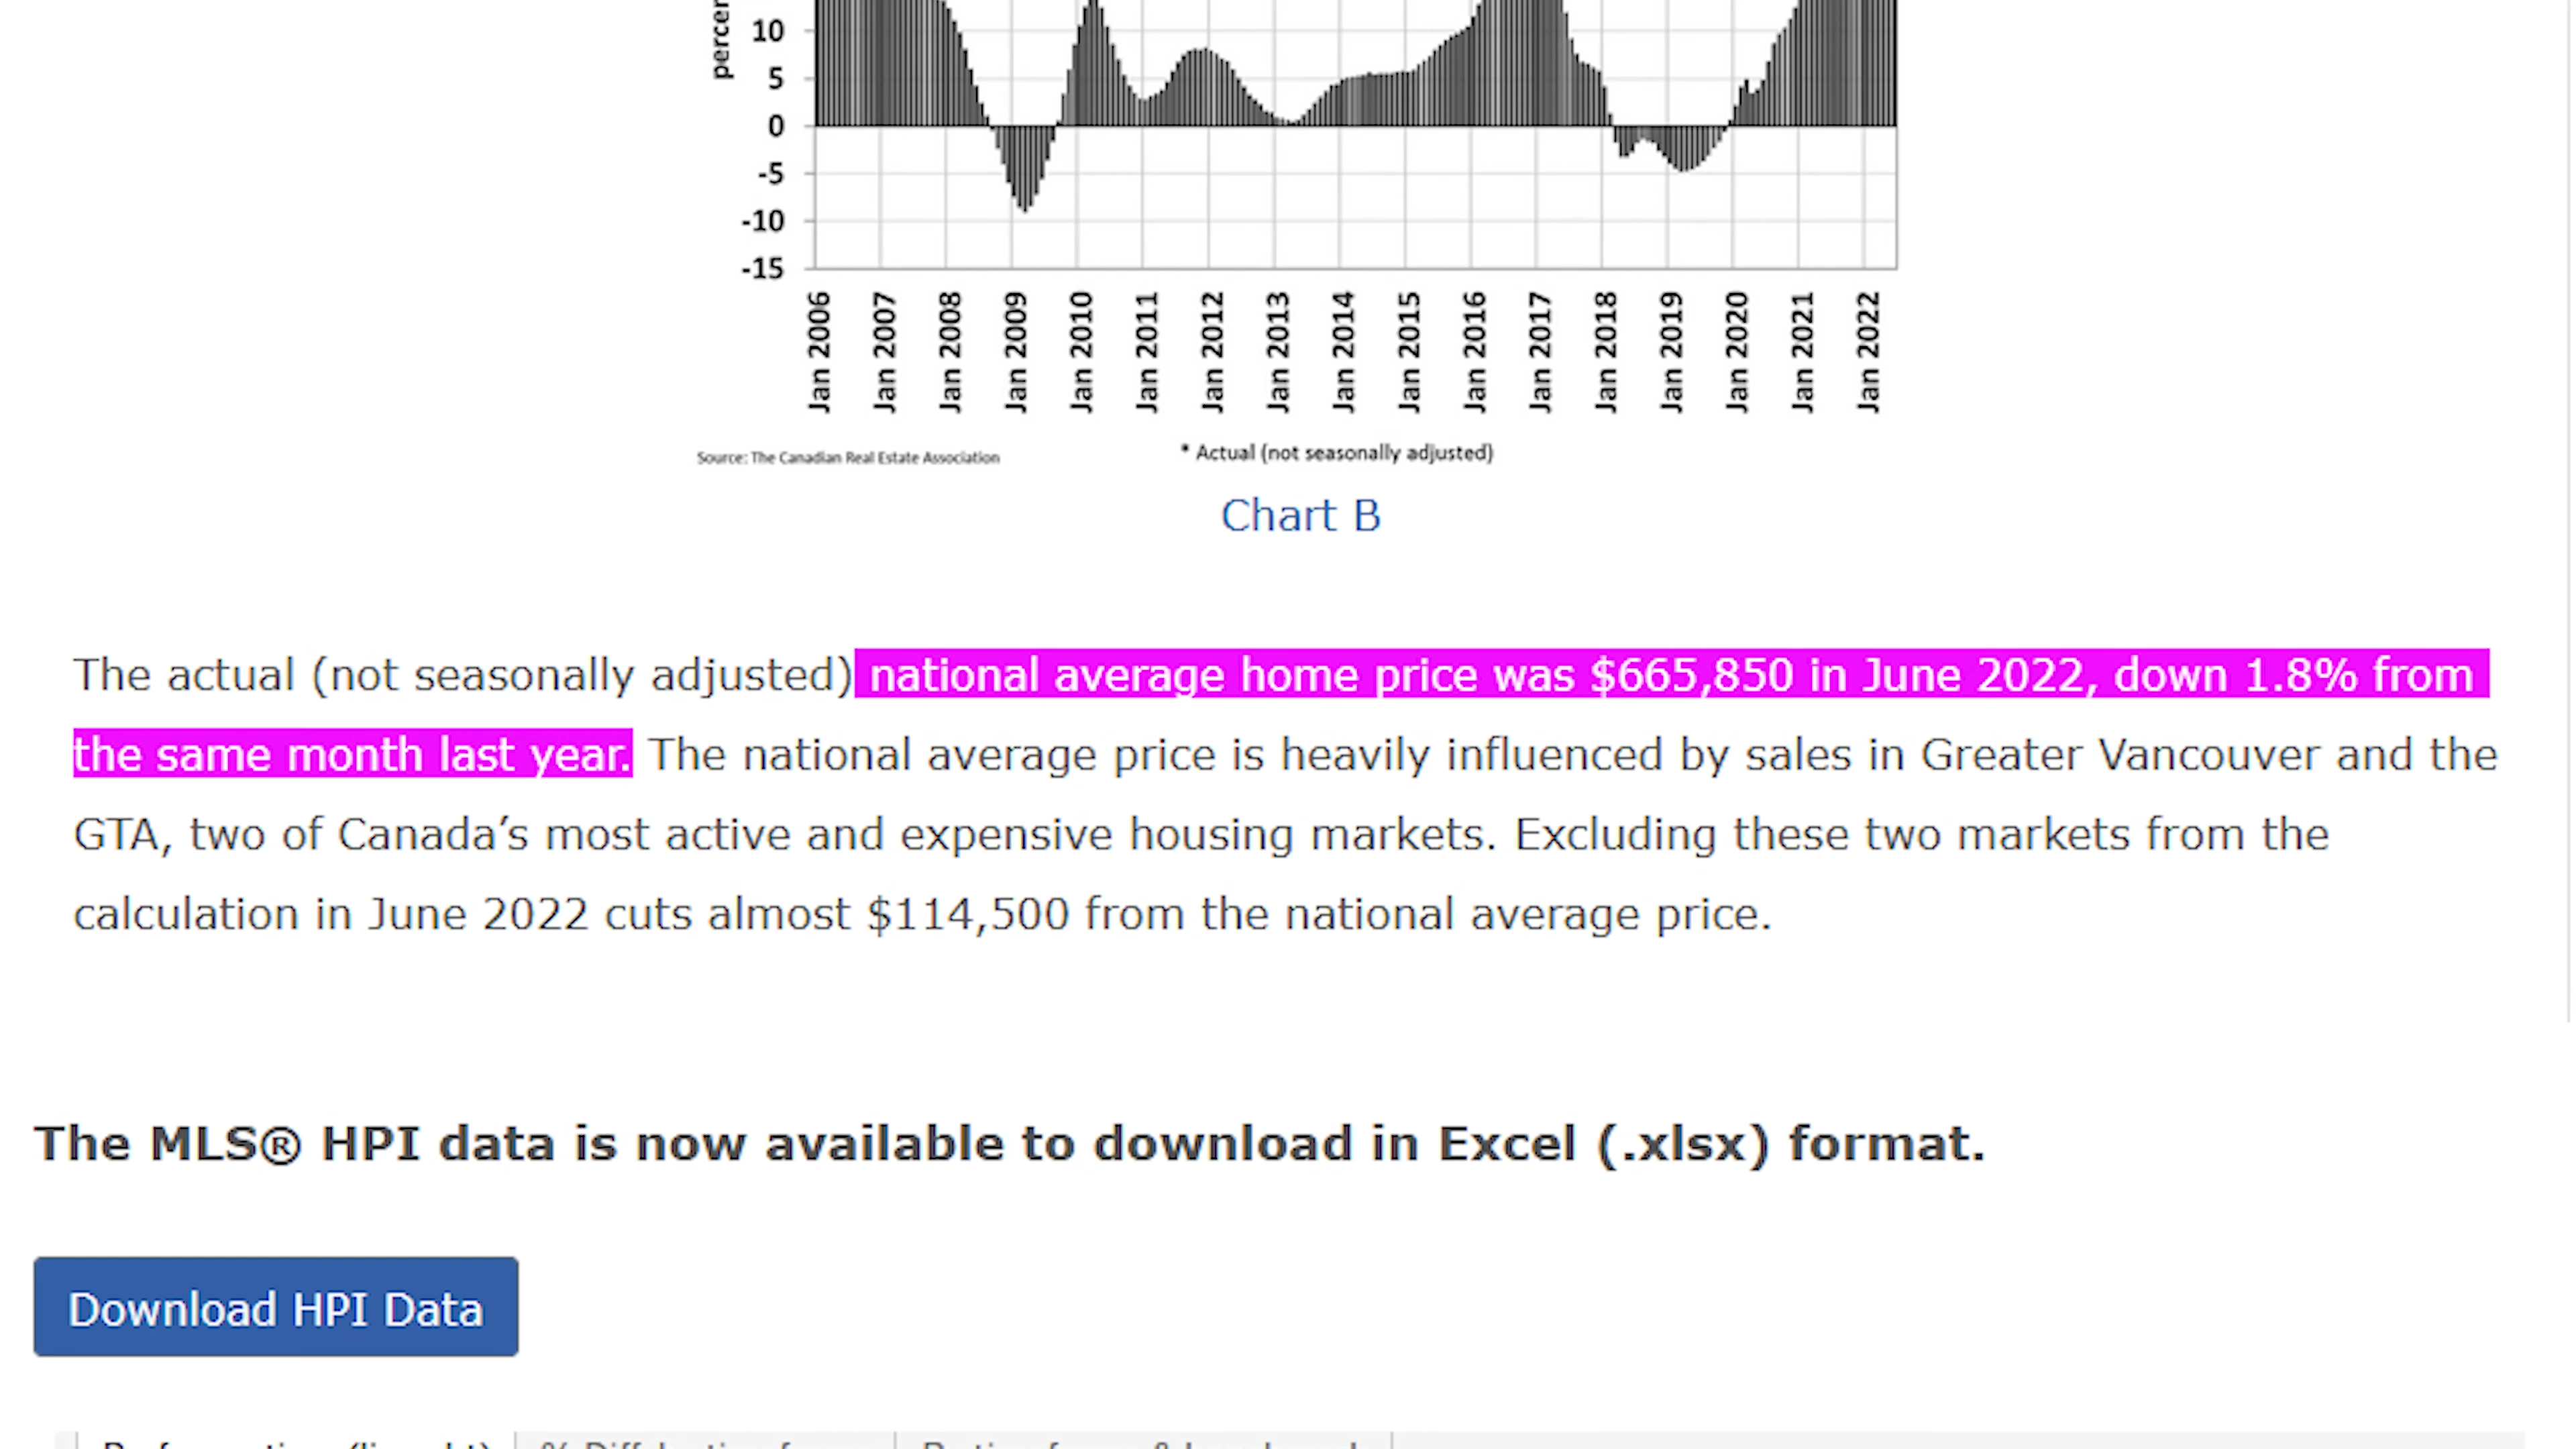 10
5
0
-5
-10
-15
Jan 2006
Jan 2007
Jan 2008
Jan 2009
Jan 2010
Jan 2011
Jan 2012
Jan 2013
Jan 2014
Jan 2015
Jan 2016
Jan 2017
Jan 2018
Jan 2019
Jan 2020
Jan 2021
Jan 2022
Source: The Canadian Real Estate Association
* Actual (not seasonally adjusted)
Chart B
The actual (not seasonally adjusted) national average home price was $665,850 in June 2022, down 1.8% from
the same month last year. The national average price is heavily influenced by sales in Greater Vancouver and the
GTA, two of Canada’s most active and expensive housing markets. Excluding these two markets from the
calculation in June 2022 cuts almost $114,500 from the national average price.
The MLS® HPI data is now available to download in Excel (.xlsx) format.
Download HPI Data